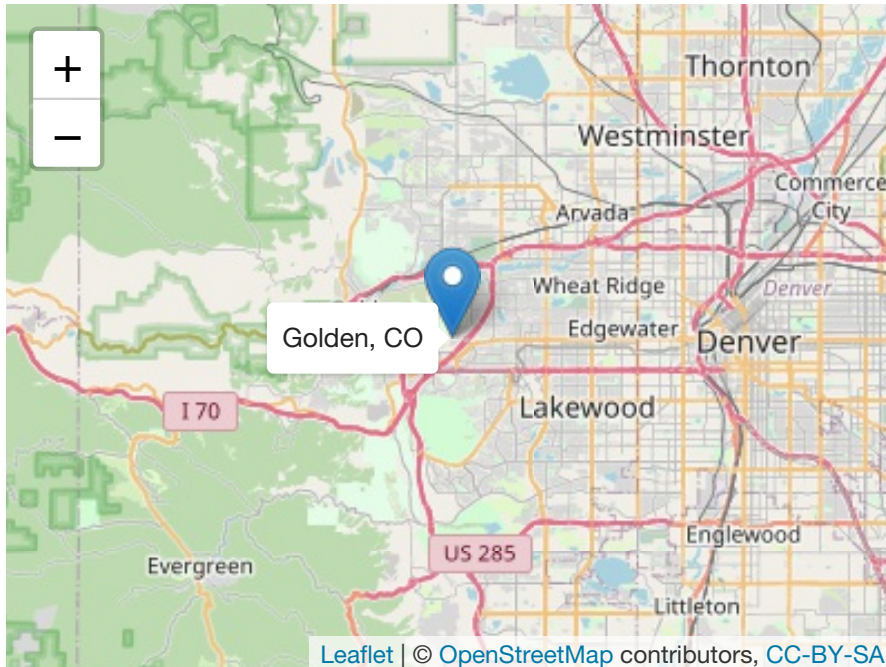 +
−
Thornton
Westminster
Commerce
City
Arvada
Wheat Ridge
Denver
Edgewater
Golden, CO
Denver
I 70
Lakewood
US 285
Englewood
Evergreen
Littleton
Leaflet | © OpenStreetMap contributors, CC-BY-SA